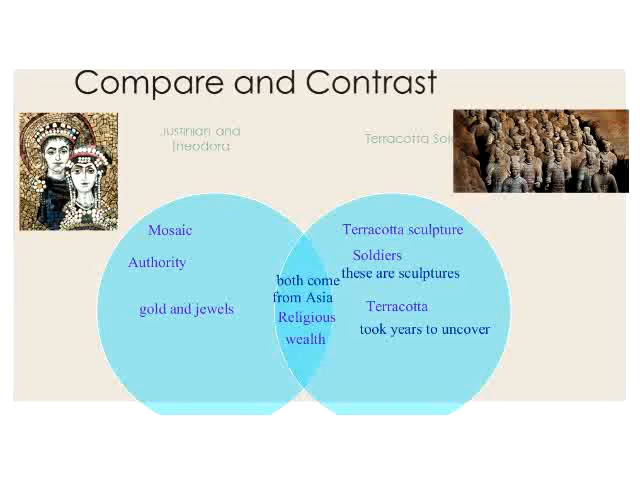 Compare and Contrast
Justinian and
Theodora
Terracotta
Mosaic
Authority
gold and jewels
both come
from Asia
Religious
wealth
Terracotta sculpture
Soldiers
these are sculptures
Terracotta
took years to uncover